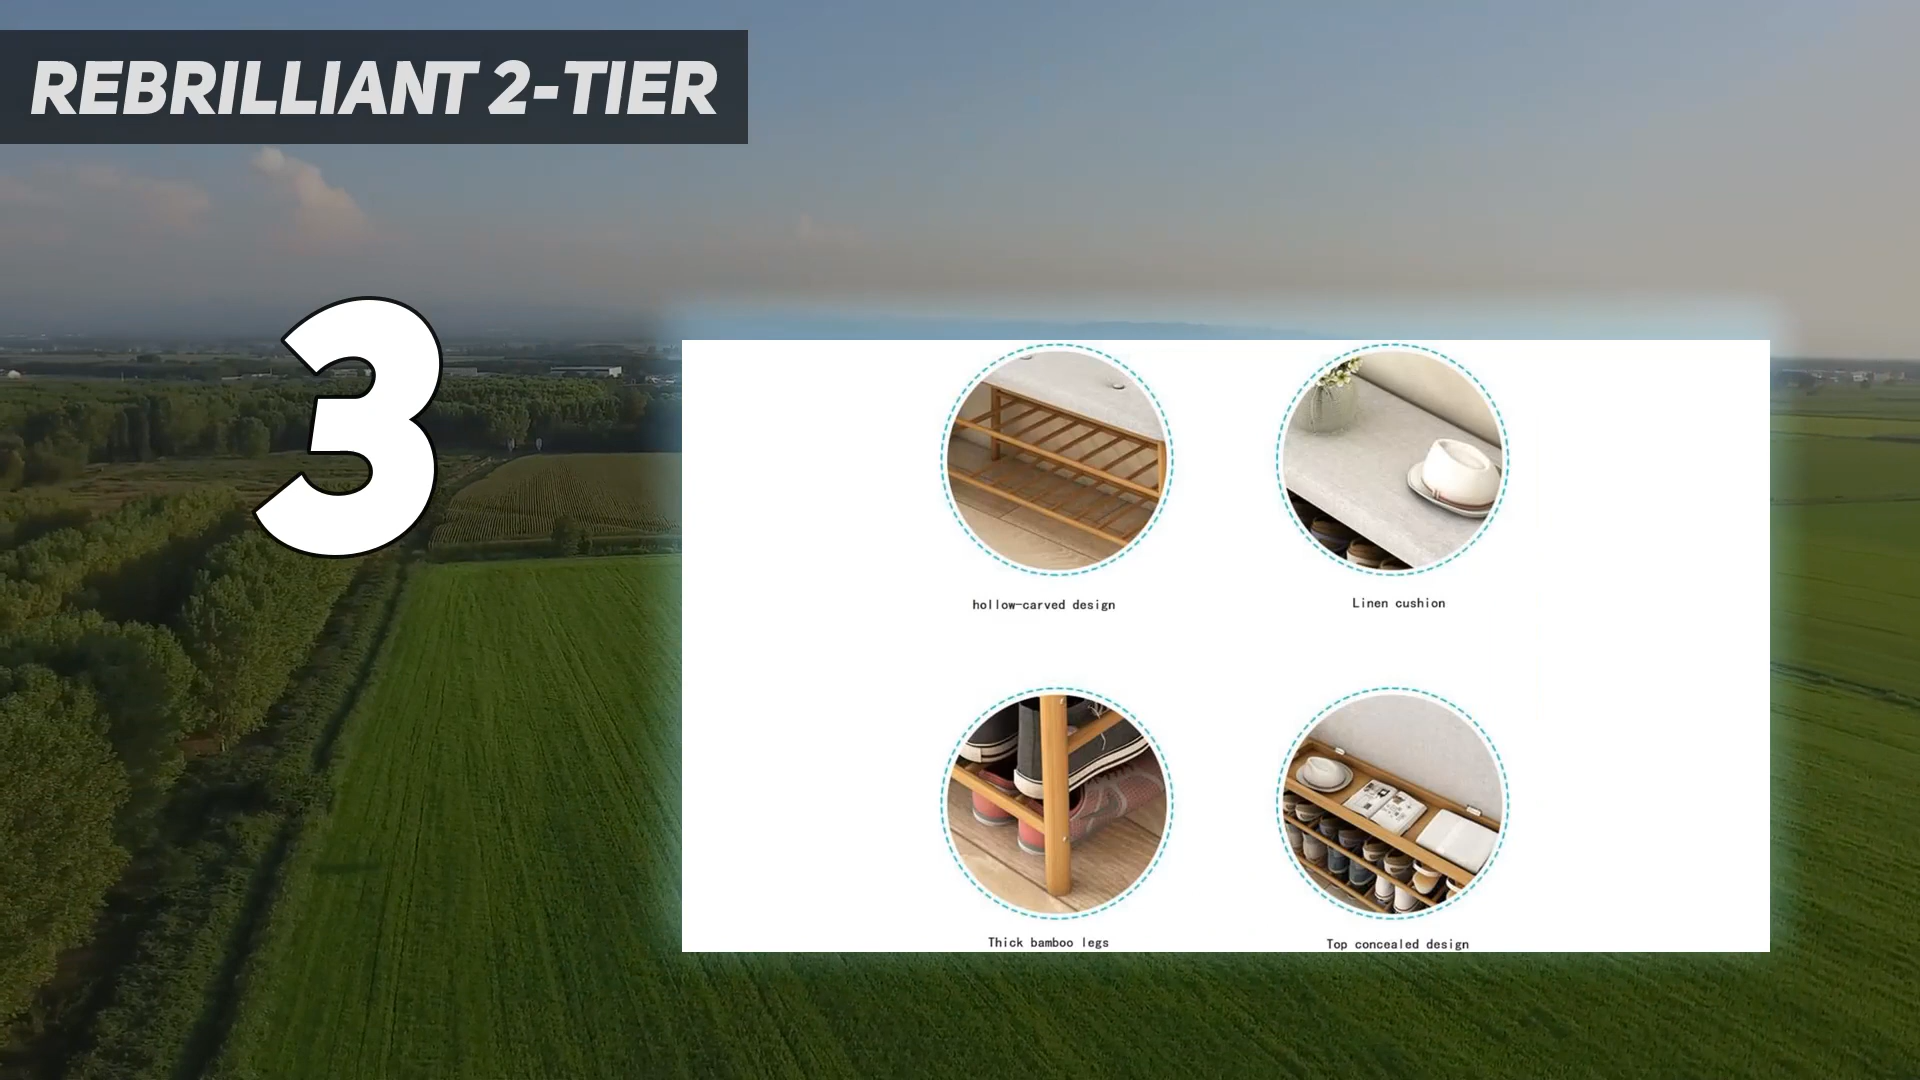 REBRILLIANT 2-TIER
3
hollow-carved design
Linen cushion
Thick bamboo legs
Top concealed design